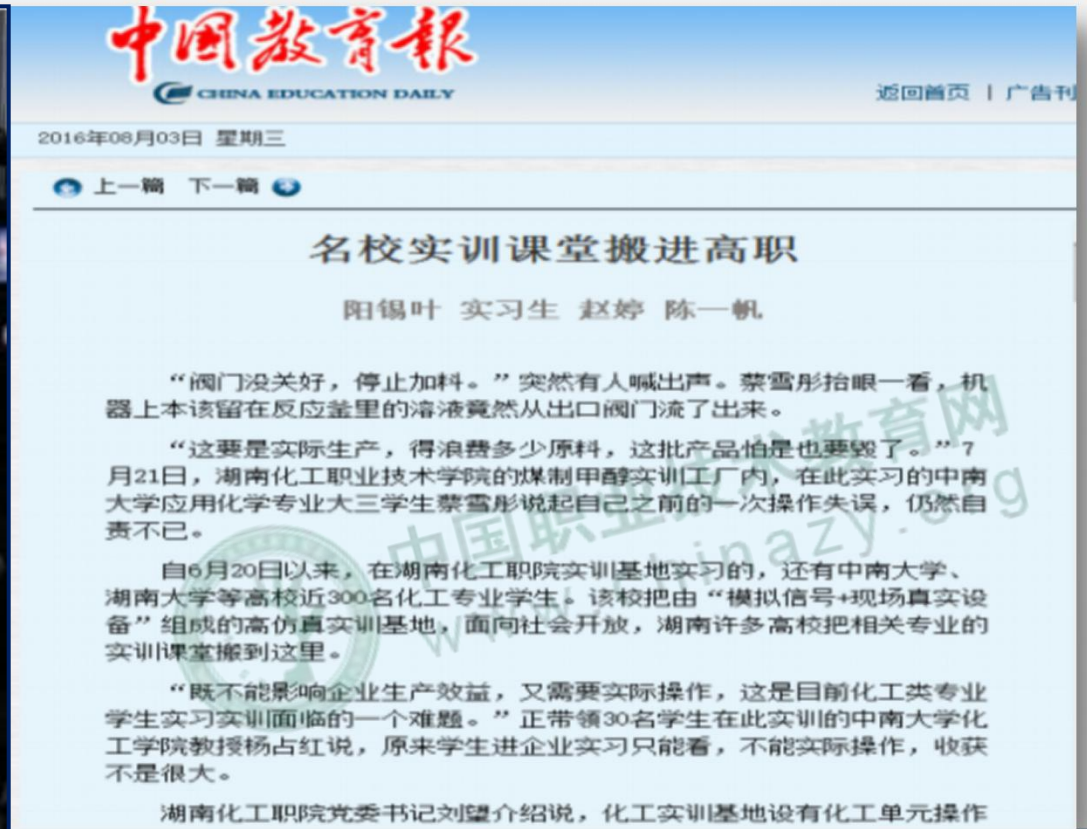 中国教育報
CHINA EDUCATION DAILY
返回首页 | 广告刊
2016年08月03日 星期三
上一篇 下一篇
名校实训课堂搬进高职
阳锡叶 实习生 赵婷 陈一帆
“阀门没关好，停止加料。”突然有人喊出声。蔡雪彤抬眼一看，机
器上本该留在反应釜里的溶液竟然从出口阀门流了出来。
“这要是实际生产，得浪费多少原料，这批产品怕是也要毁了。”7
月21日，湖南化工职业技术学院的煤制甲醇实训工厂内，在此实习的中南
大学应用化学专业大三学生蔡雪彤说起自己之前的一次操作失误，仍然自
责不已。
自6月20日以来，在湖南化工职院实训基地实习的，还有中南大学、
湖南大学等高校近300名化工专业学生。该校把由“模拟信号+现场真实设
备”组成的高仿真实训基地，面向社会开放，湖南许多高校把相关专业的
实训课堂搬到这里。
“既不能影响企业生产效益，又需要实际操作，这是目前化工类专业
学生实习实训面临的一个难题。”正带领30名学生在此实训的中南大学化
工学院教授杨占红说，原来学生进企业实习只能看，不能实际操作，收获
不是很大。
湖南化工职院党委书记刘望介绍说，化工实训基地设有化工单元操作
中国职业技术教育网
www.chinazy.org